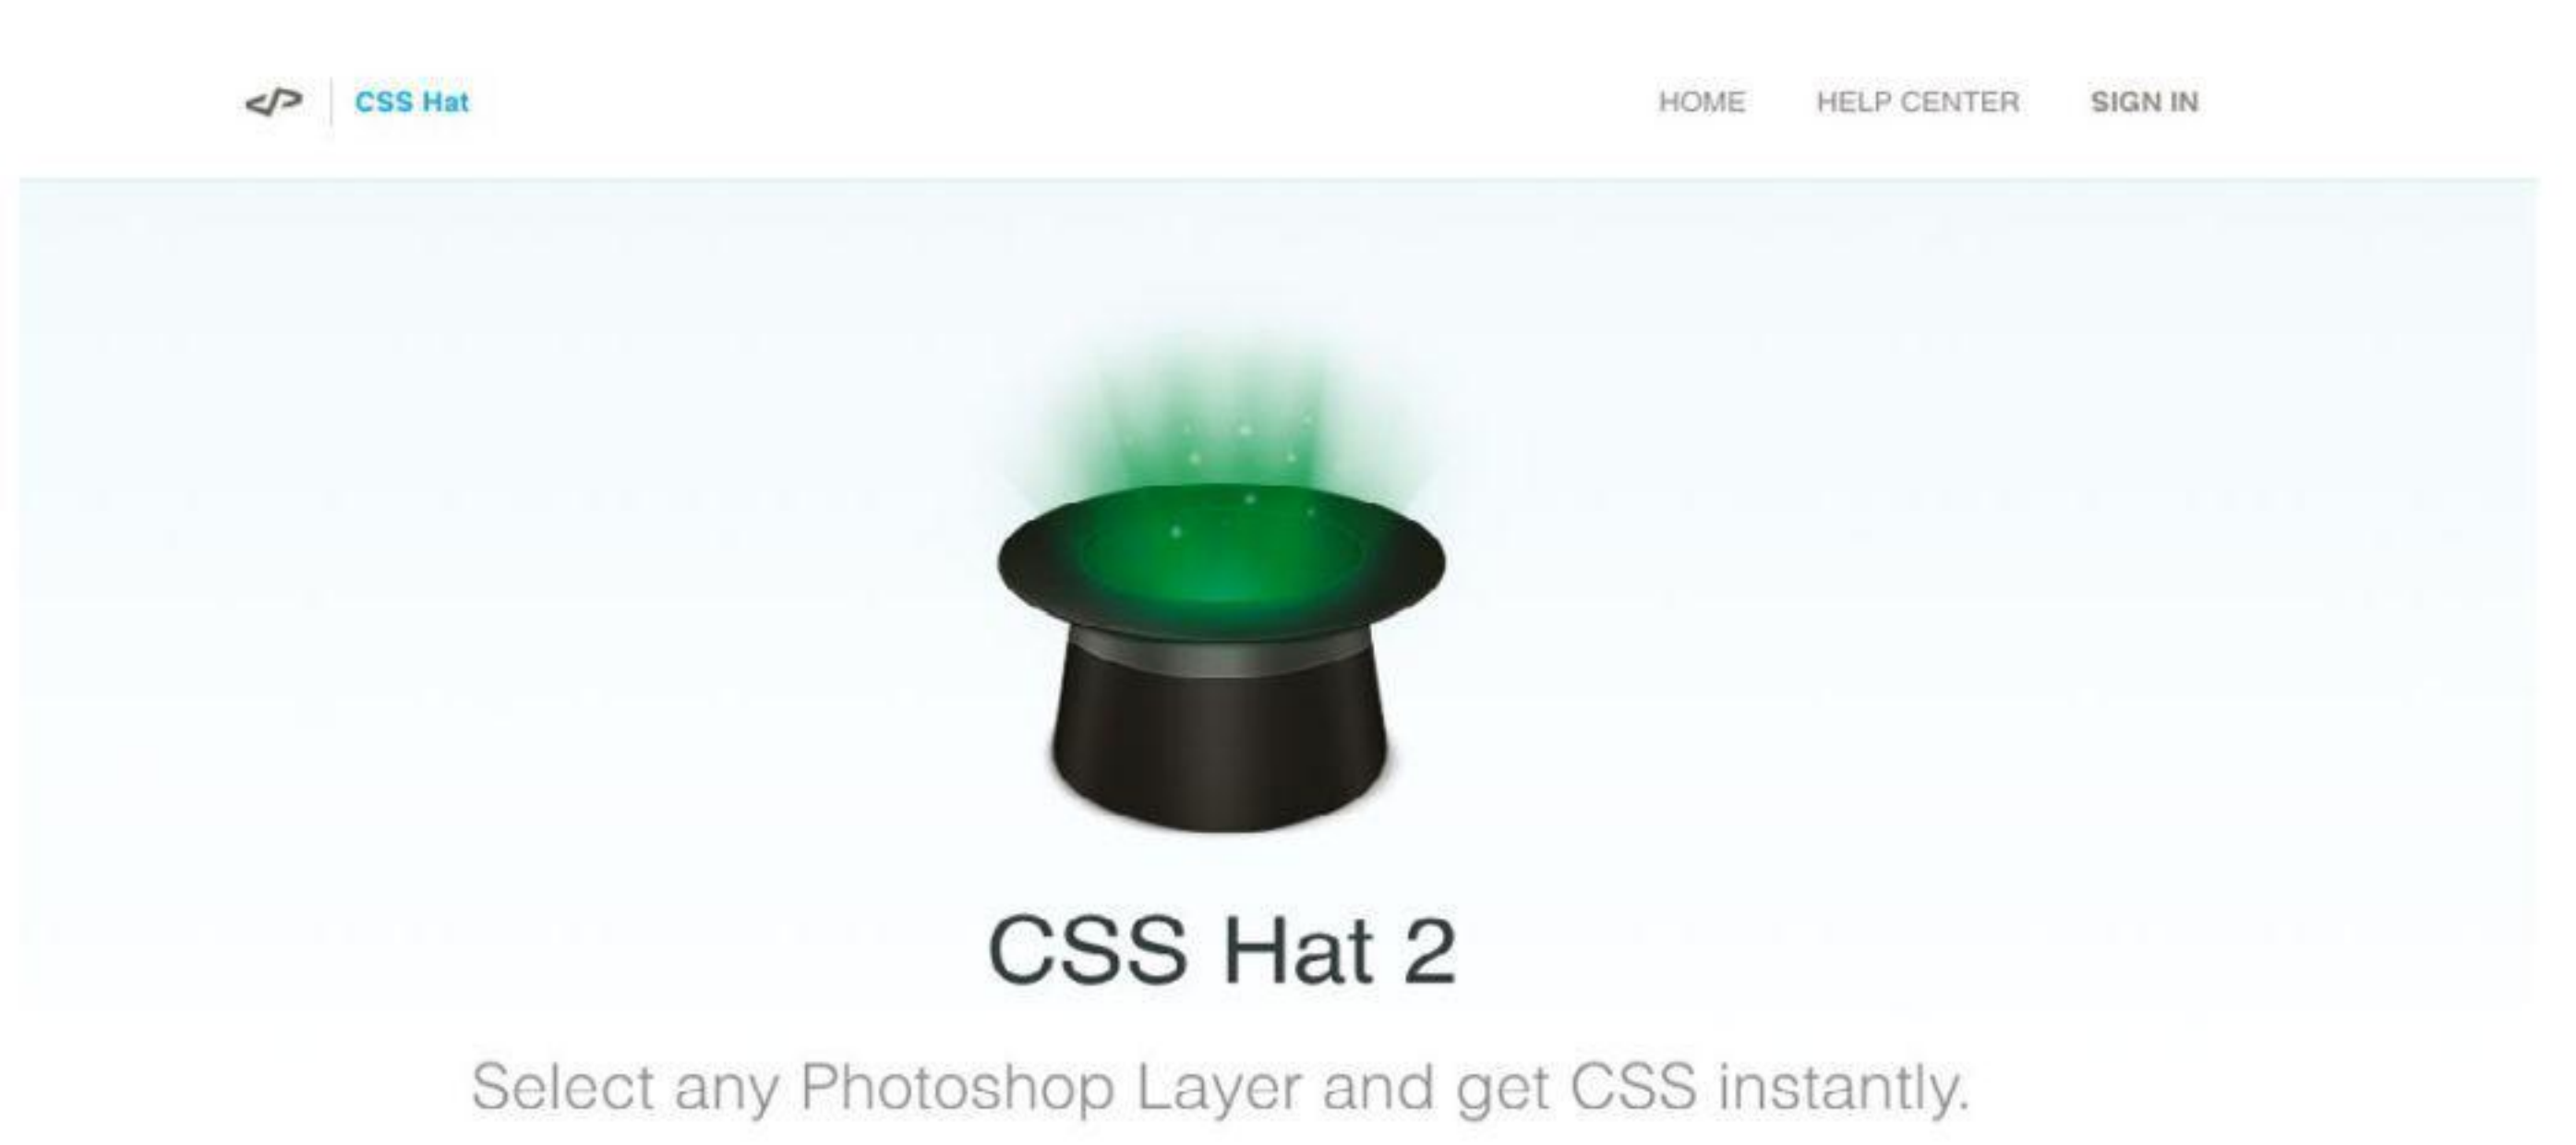 </> CSS Hat HOME HELP CENTER SIGN IN
CSS Hat 2
Select any Photoshop Layer and get CSS instantly.